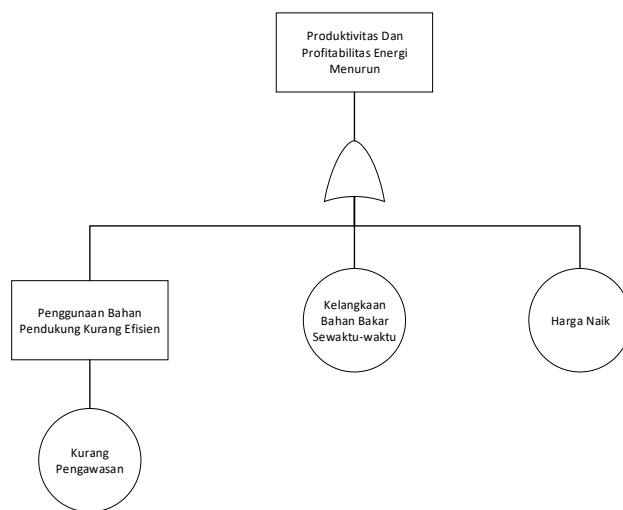 Produktivitas Dan
Profitabilitas Energi
Menurun
Penggunaan Bahan
Pendukung Kurang Efisien
Kelangkaan
Bahan Bakar
Sewaktu-waktu
Harga Naik
Kurang
Pengawasan